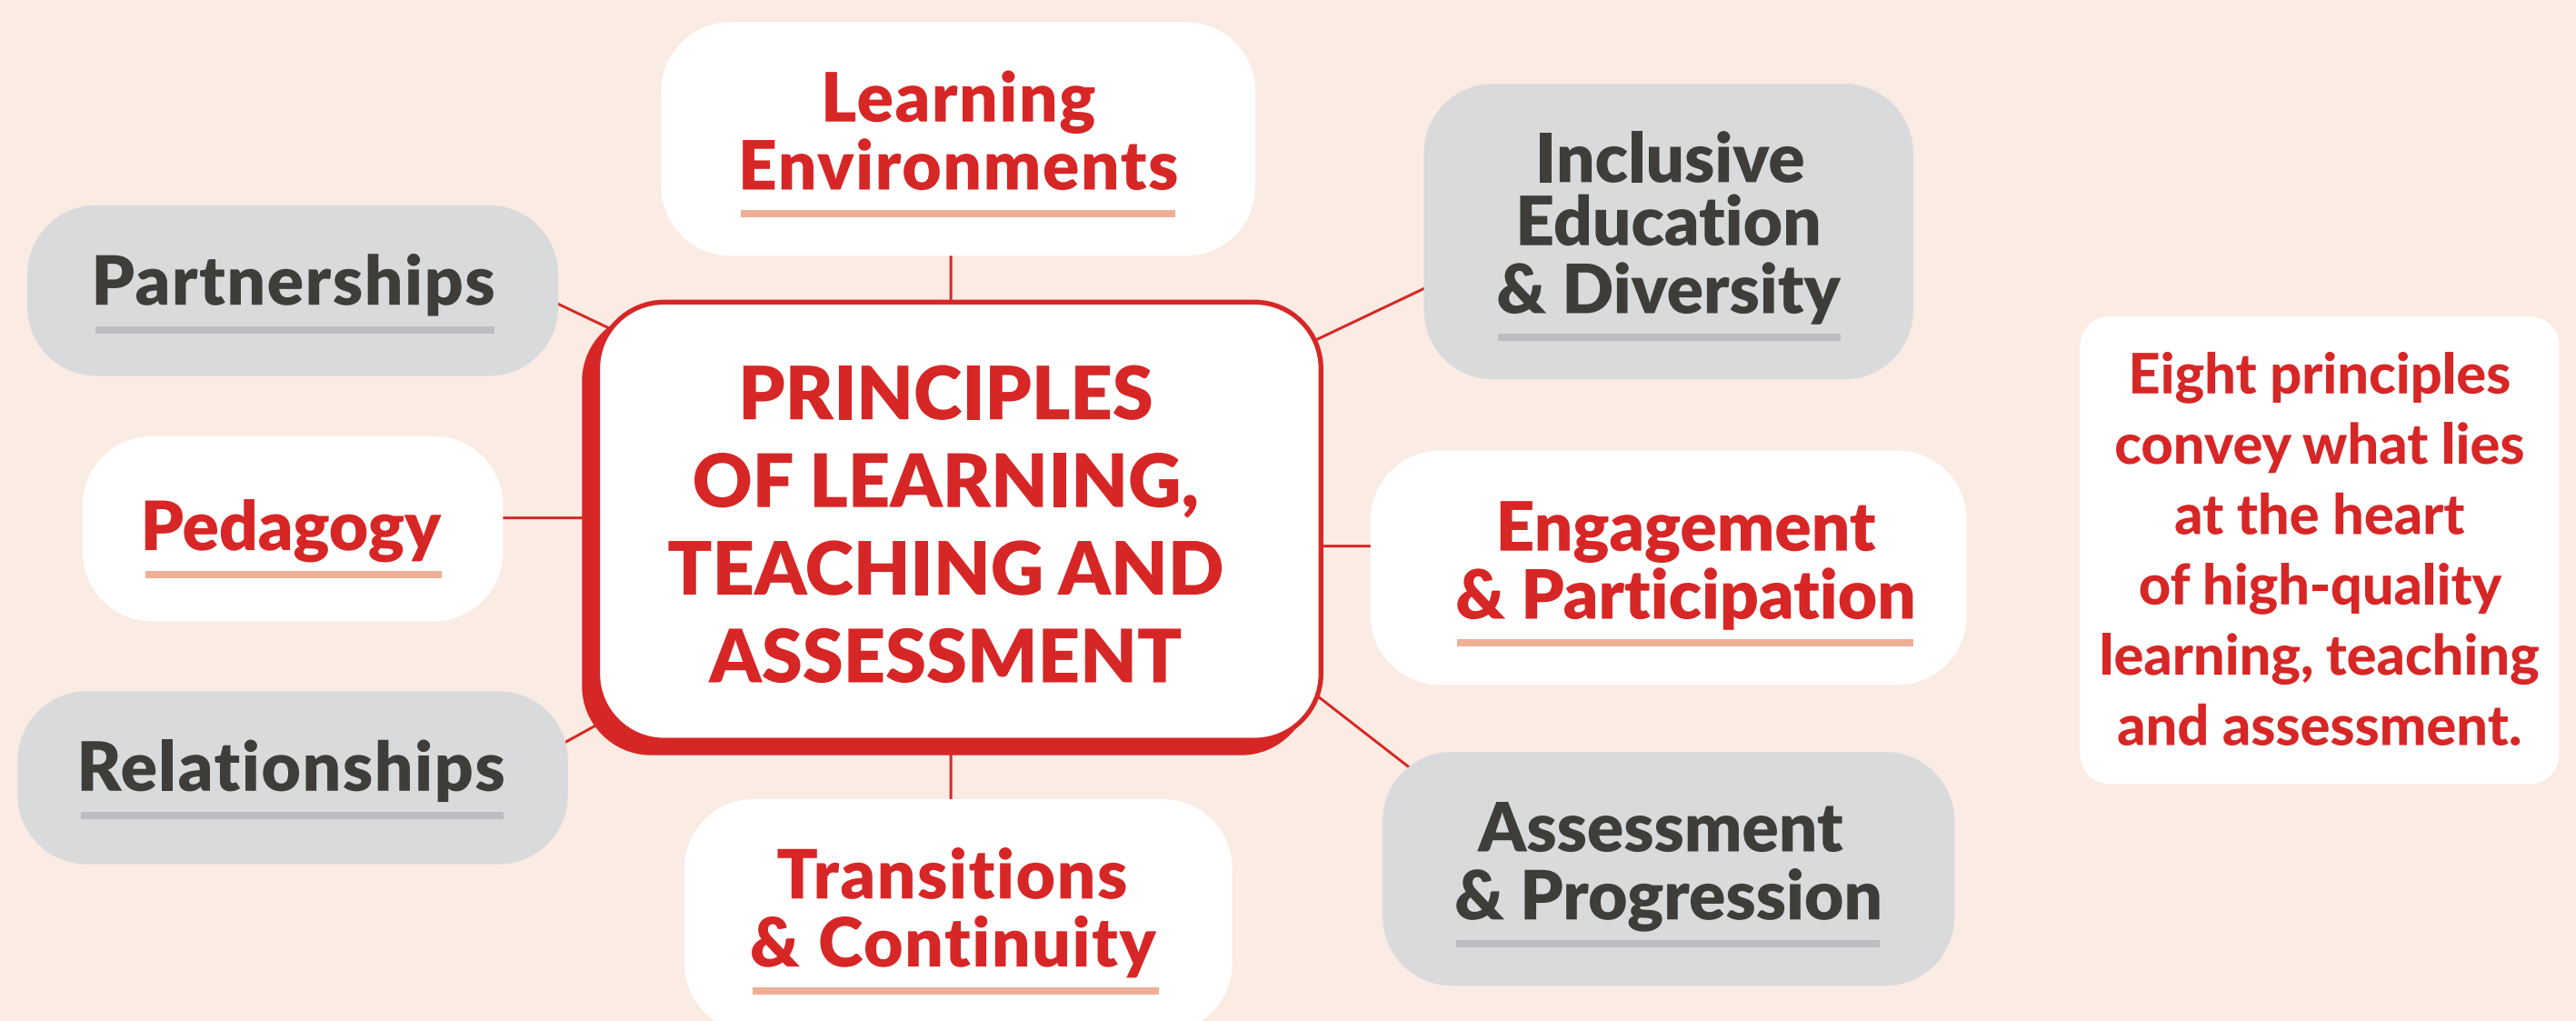 Learning
Environments
Inclusive
Education
& Diversity
Partnerships
PRINCIPLES
OF LEARNING,
TEACHING AND
ASSESSMENT
Pedagogy
Engagement
& Participation
Relationships
Transitions
& Continuity
Assessment
& Progression
Eight principles
convey what lies
at the heart
of high-quality
learning, teaching
and assessment.